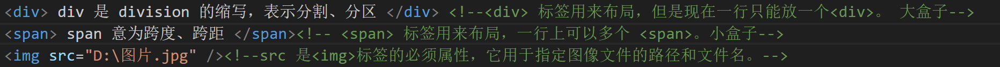 <div> div 是 division 的缩写，表示分割、分区 </div> <!--<div> 标签用来布局，但是现在一行只能放一个<div>。 大盒子-->
<span> span 意为跨度、跨距 </span><!-- <span> 标签用来布局，一行上可以多个 <span>。小盒子-->
<img src="D:\图片.jpg" /><!--src 是<img>标签的必须属性，它用于指定图像文件的路径和文件名。-->